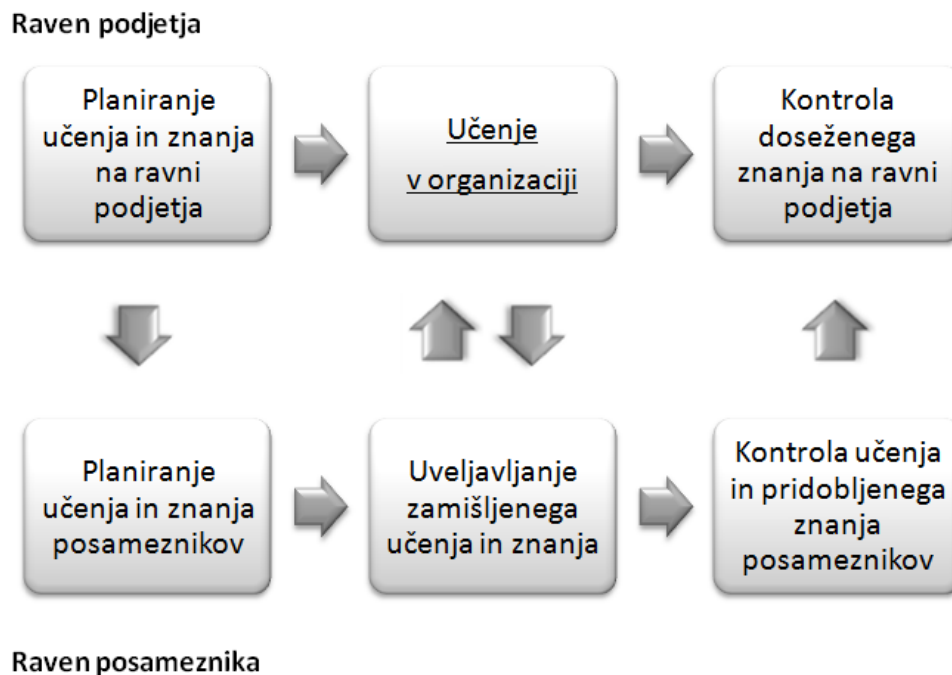 Raven podjetja
Planiranje
učenja in znanja
na ravni
podjetja
Učenje
v organizaciji
Kontrola
doseženega
znanja na ravni
podjetja
Planiranje
učenja in znanja
posameznikov
Uveljavljanje
zamišljenega
učenja in znanja
Kontrola učenja
in pridobljenega
znanja
posameznikov
Raven posameznika